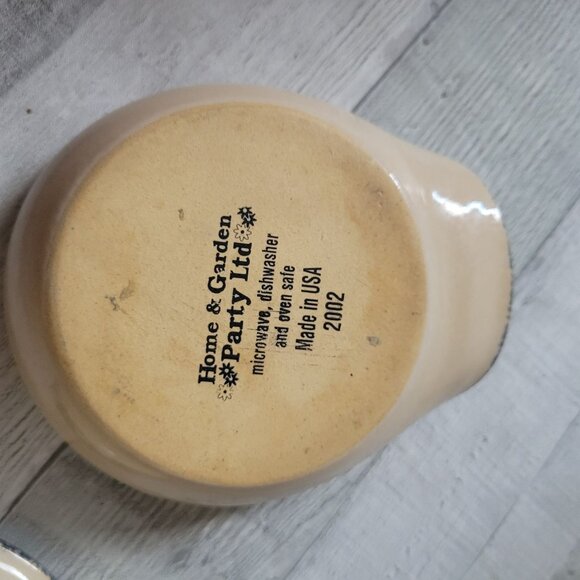 Home & Garden
Party Ltd
microwave, dishwasher
and oven safe
Made in USA
2002